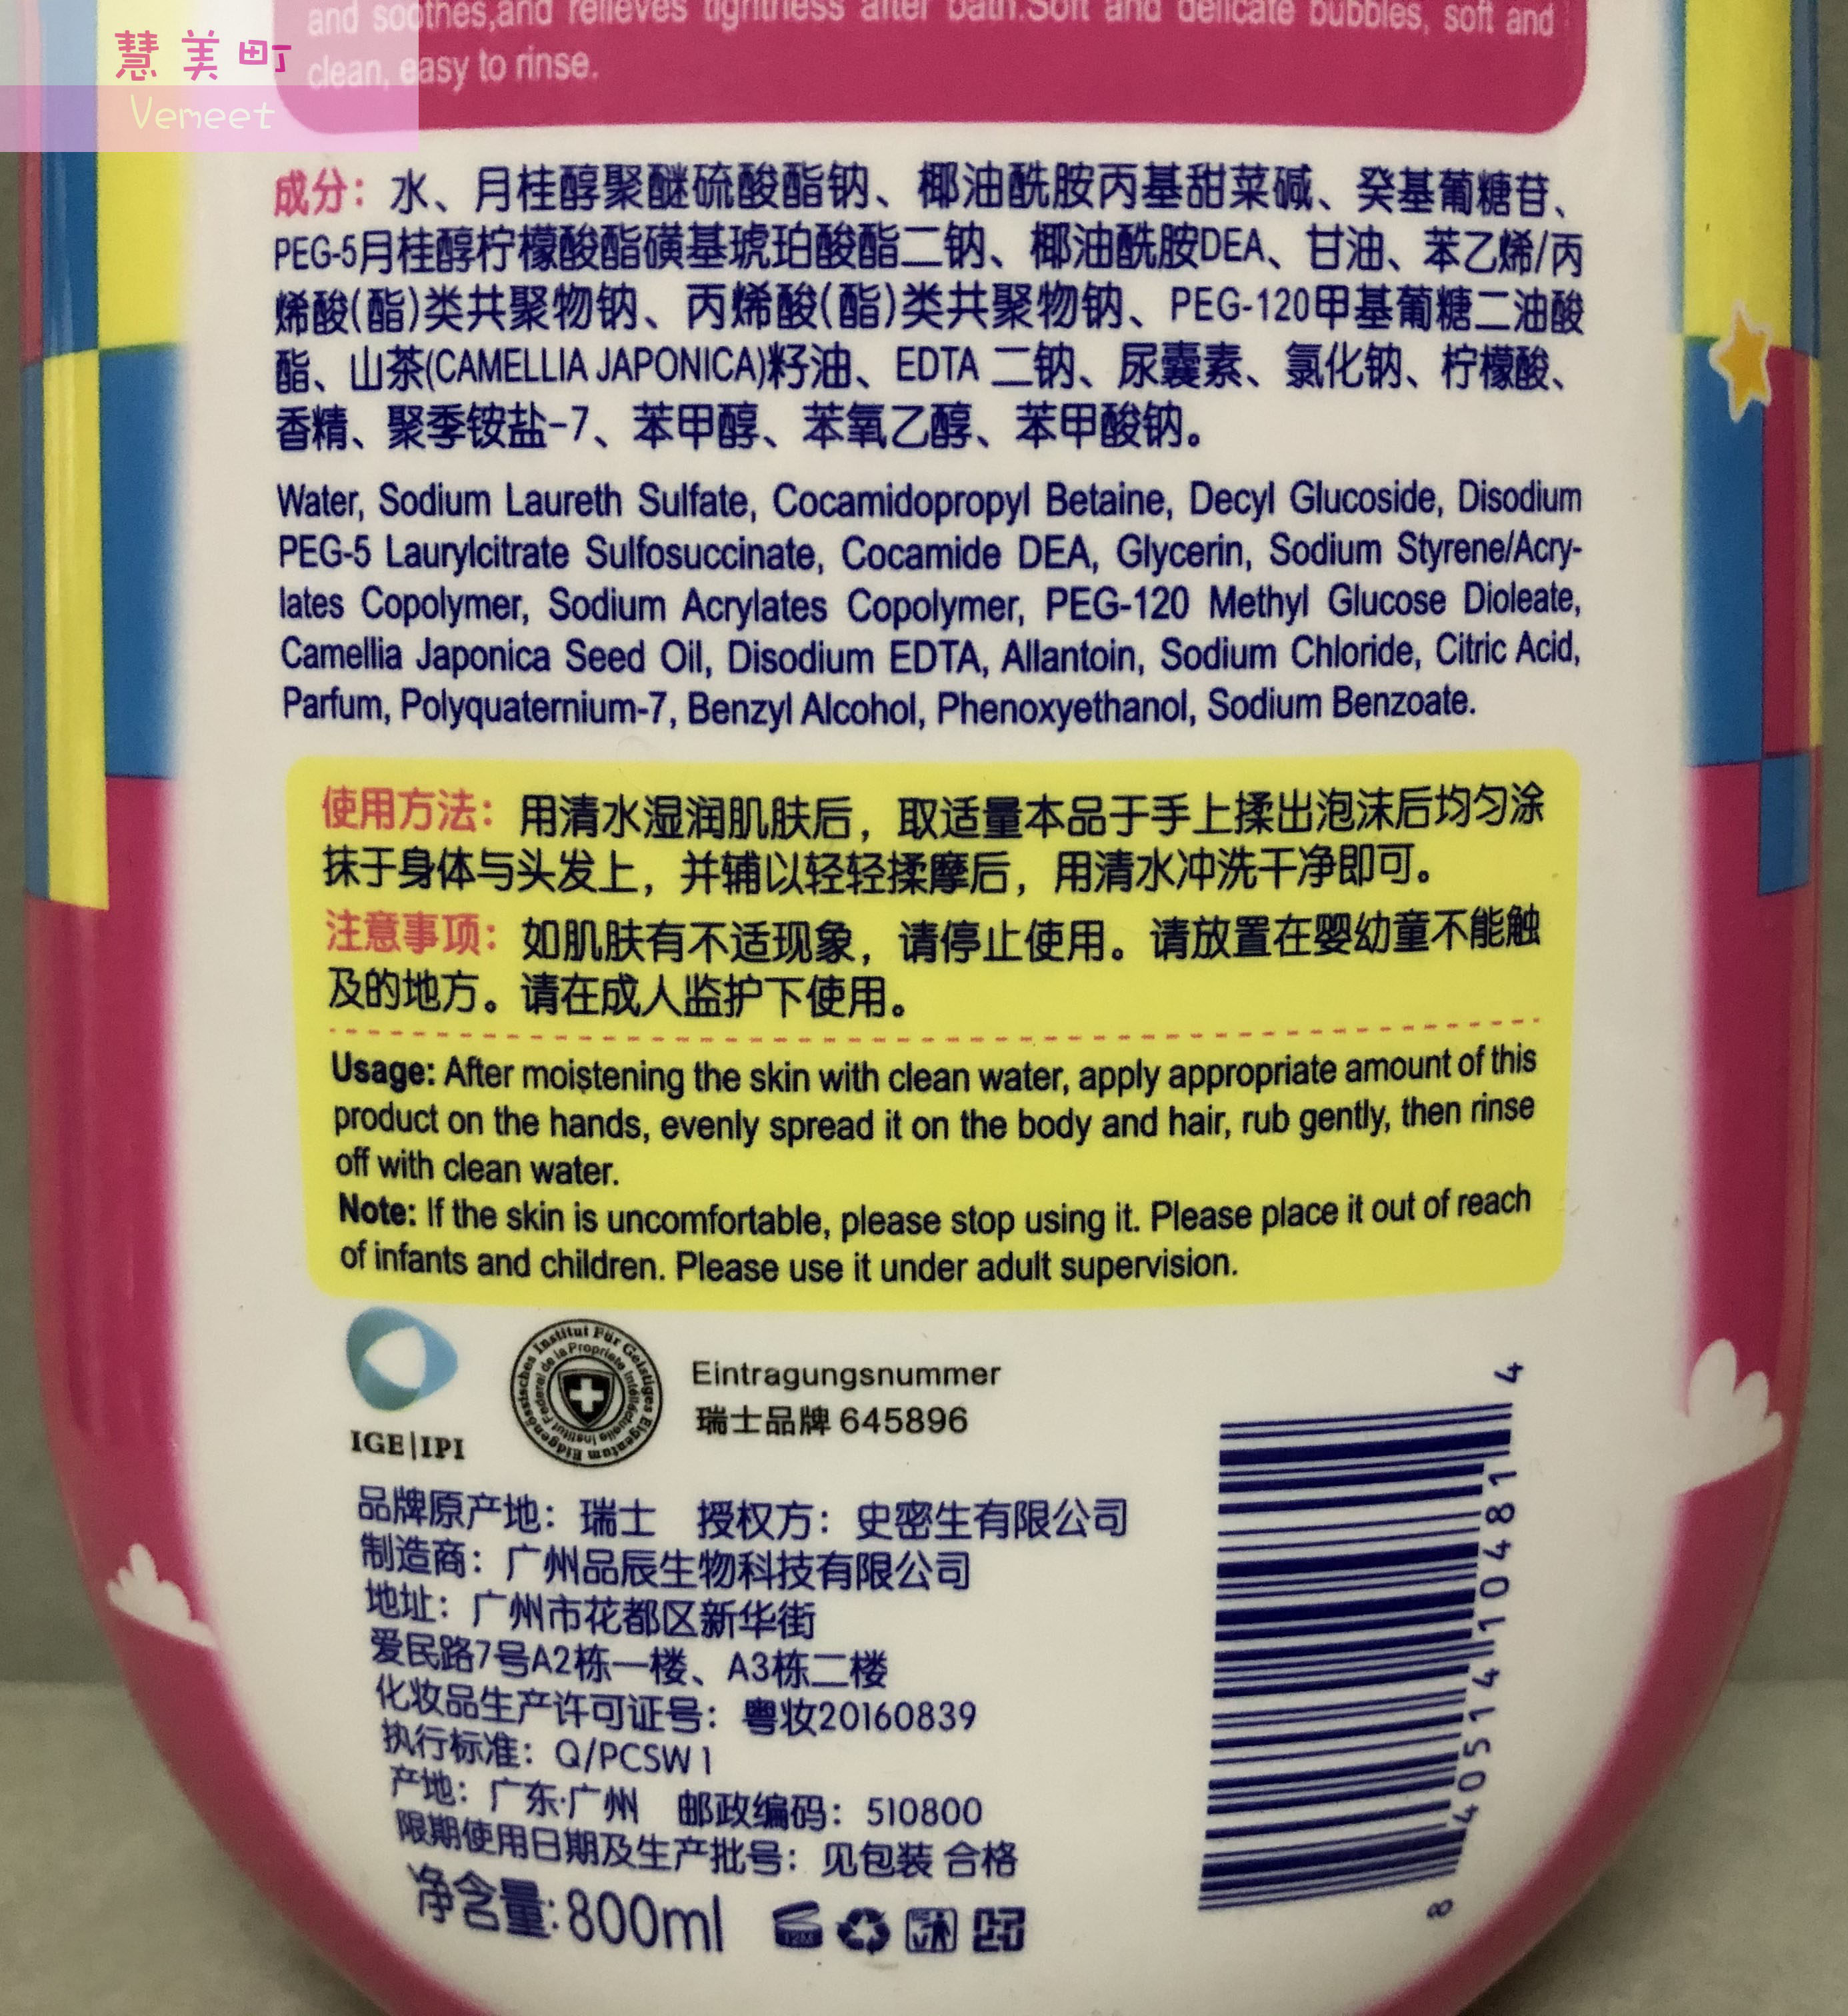 慧美町
Vemeet
and soothes,and relieves tightness after bath.Soft and delicate bubbles, soft and
clean, easy to rinse.
成分：水、月桂醇聚醚硫酸酯钠、椰油酰胺丙基甜菜碱、癸基葡糖苷、
PEG-5月桂醇柠檬酸酯磺基琥珀酸酯二钠、椰油酰胺DEA、甘油、苯乙烯/丙
烯酸(酯)类共聚物钠、丙烯酸(酯)类共聚物钠、PEG-120甲基葡糖二油酸
酯、山茶(CAMELLIA JAPONICA)籽油、EDTA 二钠、尿囊素、氯化钠、柠檬酸、
香精、聚季铵盐-7、苯甲醇、苯氧乙醇、苯甲酸钠。
Water, Sodium Laureth Sulfate, Cocamidopropyl Betaine, Decyl Glucoside, Disodium
PEG-5 Laurylcitrate Sulfosuccinate, Cocamide DEA, Glycerin, Sodium Styrene/Acry-
lates Copolymer, Sodium Acrylates Copolymer, PEG-120 Methyl Glucose Dioleate,
Camellia Japonica Seed Oil, Disodium EDTA, Allantoin, Sodium Chloride, Citric Acid,
Parfum, Polyquaternium-7, Benzyl Alcohol, Phenoxyethanol, Sodium Benzoate.
使用方法：用清水湿润肌肤后，取适量本品于手上揉出泡沫后均匀涂
抹于身体与头发上，并辅以轻轻揉摩后，用清水冲洗干净即可。
注意事项：如肌肤有不适现象，请停止使用。请放置在婴幼童不能触
及的地方。请在成人监护下使用。
Usage: After moistening the skin with clean water, apply appropriate amount of this
product on the hands, evenly spread it on the body and hair, rub gently, then rinse
off with clean water.
Note: If the skin is uncomfortable, please stop using it. Please place it out of reach
of infants and children. Please use it under adult supervision.
IGE|IPI
Eidgenössisches Institut Für Geistiges Eigentum
Institut Federal de la Propriete Intellectuelle
Eintragungsnummer
瑞士品牌 645896
品牌原产地：瑞士 授权方：史密生有限公司
制造商：广州品辰生物科技有限公司
地址：广州市花都区新华街
爱民路7号A2栋一楼、A3栋二楼
化妆品生产许可证号：粤妆20160839
执行标准：Q/PCSW 1
产地：广东·广州 邮政编码：510800
限期使用日期及生产批号：见包装 合格
净含量:800ml
12M
8 405141 104814